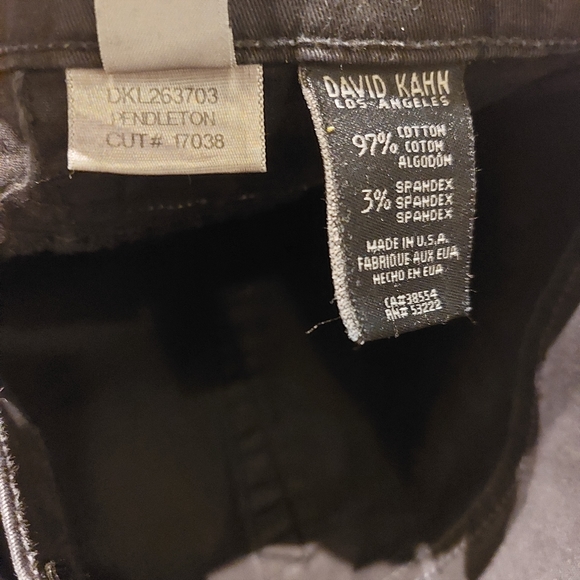 DKL263703
PENDLETON
CUT# 17038
DAVID KAHN
LOS ANGELES
97% COTTON
COTON
ALGODÓN
3% SPANDEX
SPANDEX
SPANDEX
MADE IN U.S.A.
FABRIQUE AUX EUA
HECHO EN EUA
CA#38554
RN# 53222